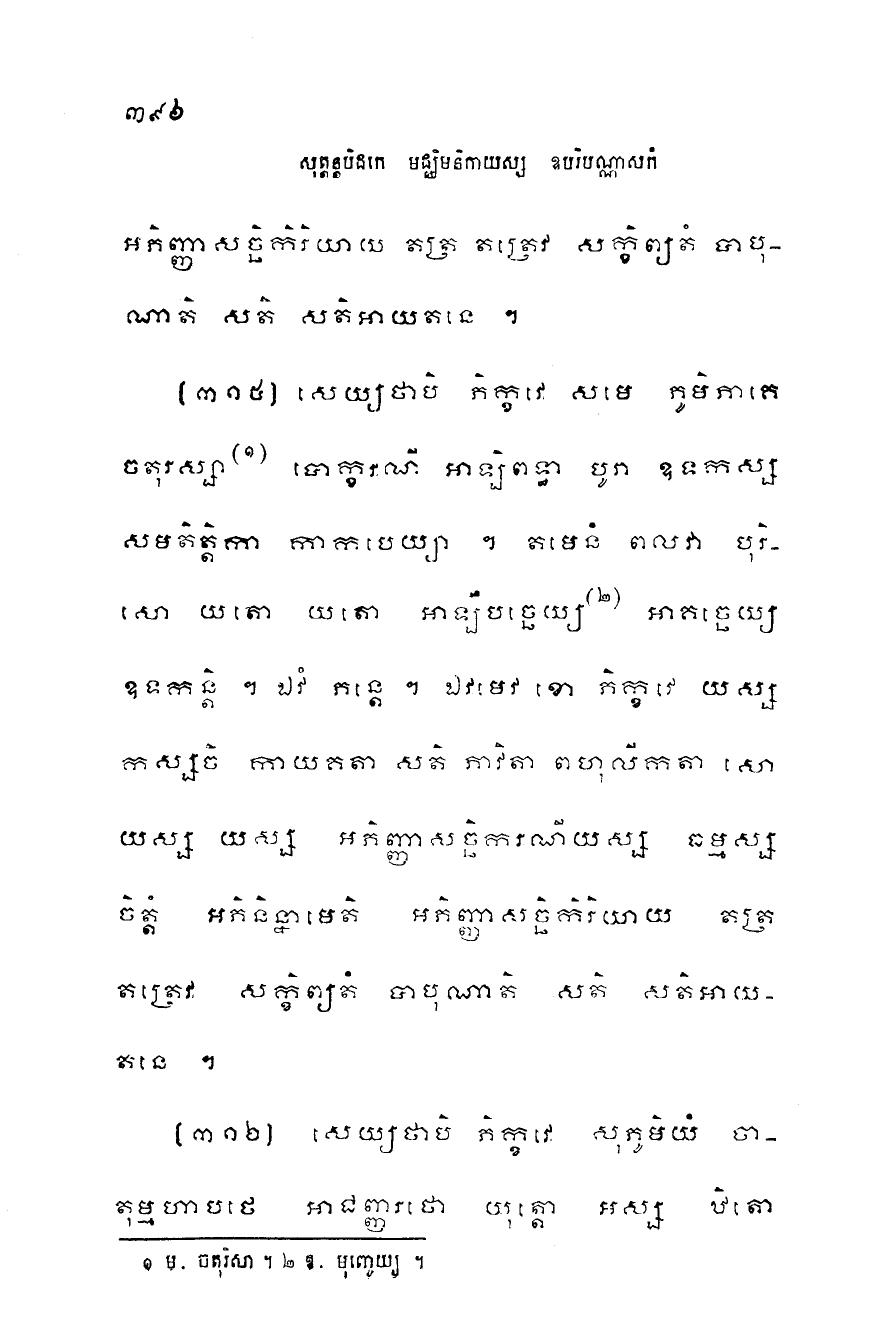 ៣៩៦
សុត្តន្តបិដកេ មជ្ឈិមនិកាយស្ស ឧបរិបណ្ណាសកំ
អភិញ្ញាសច្ឆិកិរិយាយ តត្រ តត្រេវ សក្ខិព្យតំ បាបុ-
ណាតិ សតិ សតិអាយតនេ ។
(៣១៥) សេយ្យថាបិ ភិក្ខវេ សមេ ភូមិភាគេ
ចតុរស្សា(១) បោក្ខរណី អាឡិពទ្ធា បូរា ឧទកស្ស
សមតិត្តិកា កាកបេយ្យា ។ តមេនំ ពលវា បុរិ-
សោ យតោ យតោ អាឡឹបច្ឆេយ្យ(២) អាគច្ឆេយ្យ
ឧទកន្តិ ។ ឯវំ ភន្តេ ។ ឯវមេវ ខោ ភិក្ខវេ យស្ស
កស្សចិ កាយគតា សតិ ភាវិតា ពហុលីកតា សោ
យស្ស យស្ស អភិញ្ញាសច្ឆិករណីយស្ស ធម្មស្ស
ចិត្តំ អភិនិន្នាមេតិ អភិញ្ញាសច្ឆិកិរិយាយ តត្រ
តត្រេវ សក្ខិព្យតំ បាបុណាតិ សតិ សតិអាយ-
តនេ ។
(៣១៦) សេយ្យថាបិ ភិក្ខវេ សុភូមិយំ ចា-
តុម្មហាបថេ អាជញ្ញរថោ យុត្តោ អស្ស ឋិតោ
១ ម. ចតុរិសា ។ ២ ឱ. មុញ្ចេយ្យ ។